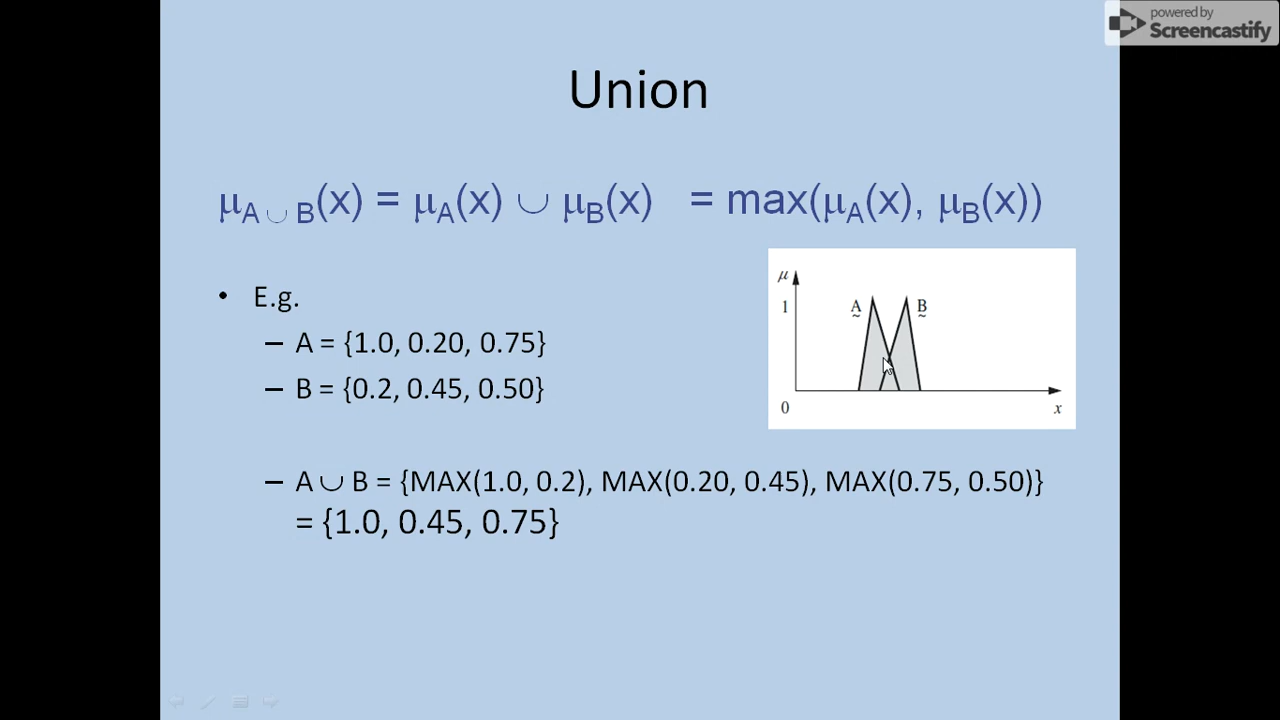 powered by
Screencastify
Union
μA ∪ B(x) = μA(x) ∪ μB(x) = max(μA(x), μB(x))
• E.g.
– A = {1.0, 0.20, 0.75}
– B = {0.2, 0.45, 0.50}
μ
1
A
~
B
~
0
x
– A ∪ B = {MAX(1.0, 0.2), MAX(0.20, 0.45), MAX(0.75, 0.50)}
= {1.0, 0.45, 0.75}